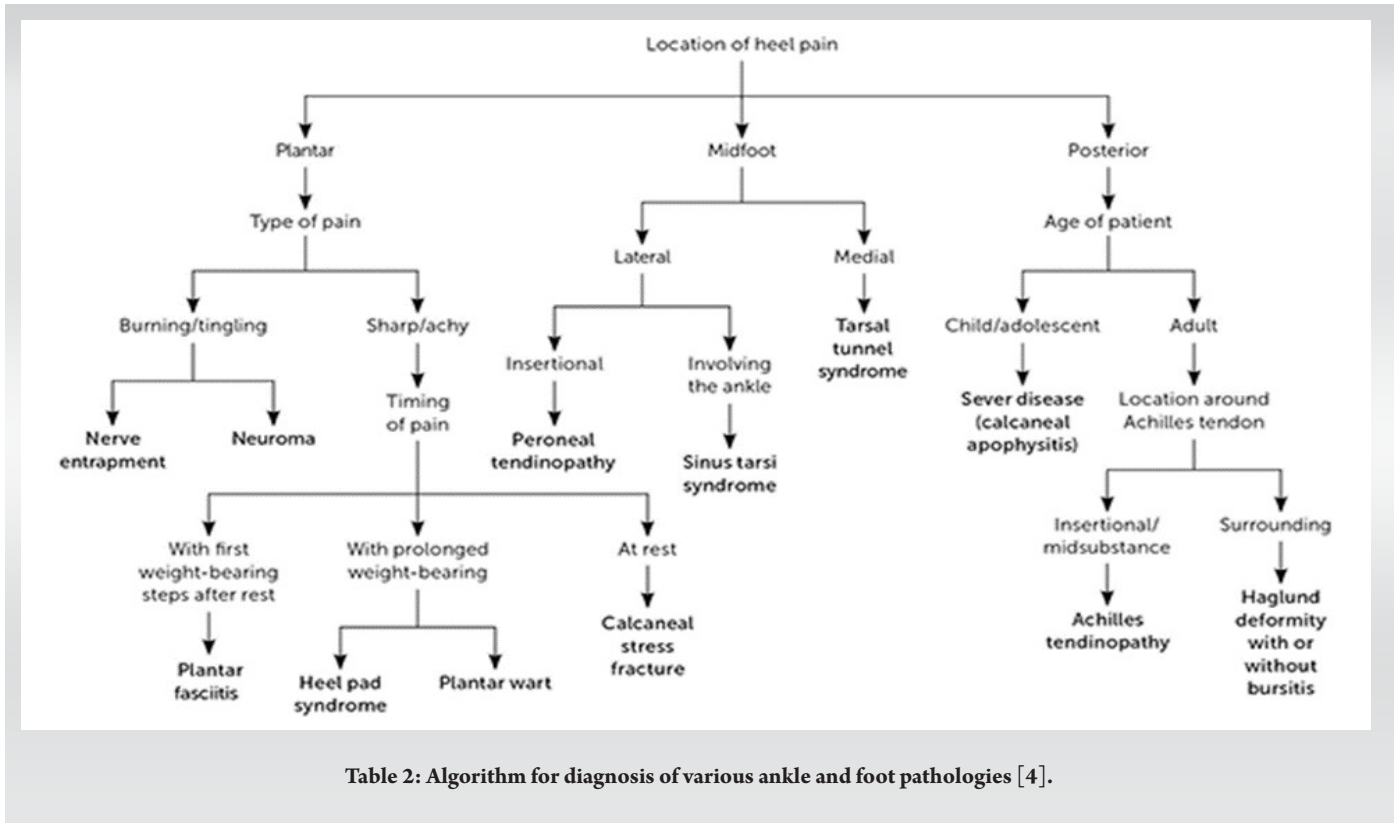 Location of heel pain
Plantar
Midfoot
Posterior
Type of pain
Age of patient
Lateral
Medial
Burning/tingling
Sharp/achy
Insertional
Involving
the ankle
Tarsal
tunnel
syndrome
Child/adolescent
Adult
Timing
of pain
Sever disease
(calcaneal
apophysitis)
Location around
Achilles tendon
Nerve
entrapment
Neuroma
Peroneal
tendinopathy
Sinus tarsi
syndrome
With first
weight-bearing
steps after rest
With prolonged
weight-bearing
At rest
Insertional/
midsubstance
Surrounding
Plantar
fasciitis
Heel pad
syndrome
Plantar wart
Calcaneal
stress
fracture
Achilles
tendinopathy
Haglund
deformity
with or
without
bursitis
Table 2: Algorithm for diagnosis of various ankle and foot pathologies [4].